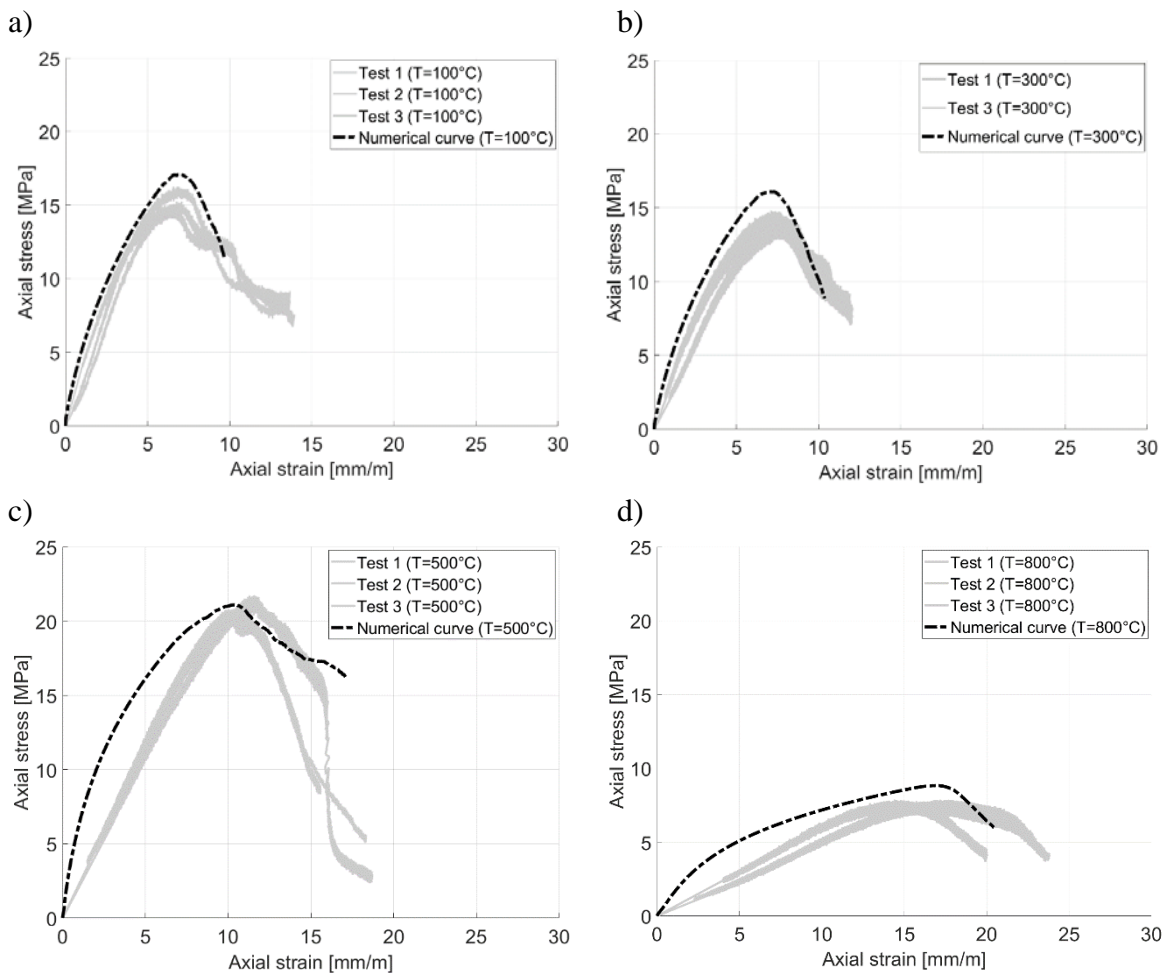 a)
25
20
15
10
5
0
0 5 10 15 20 25 30
Axial stress [MPa]
Axial strain [mm/m]
Test 1 (T=100°C)
Test 2 (T=100°C)
Test 3 (T=100°C)
Numerical curve (T=100°C)
b)
25
20
15
10
5
0
0 5 10 15 20 25 30
Axial stress [MPa]
Axial strain [mm/m]
Test 1 (T=300°C)
Test 3 (T=300°C)
Numerical curve (T=300°C)
c)
25
20
15
10
5
0
0 5 10 15 20 25 30
Axial stress [MPa]
Axial strain [mm/m]
Test 1 (T=500°C)
Test 2 (T=500°C)
Test 3 (T=500°C)
Numerical curve (T=500°C)
d)
25
20
15
10
5
0
0 5 10 15 20 25 30
Axial stress [MPa]
Axial strain [mm/m]
Test 1 (T=800°C)
Test 2 (T=800°C)
Test 3 (T=800°C)
Numerical curve (T=800°C)